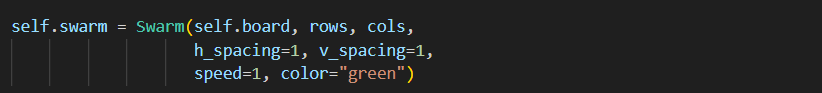 self.swarm = Swarm(self.board, rows, cols,
h_spacing=1, v_spacing=1,
speed=1, color="green")